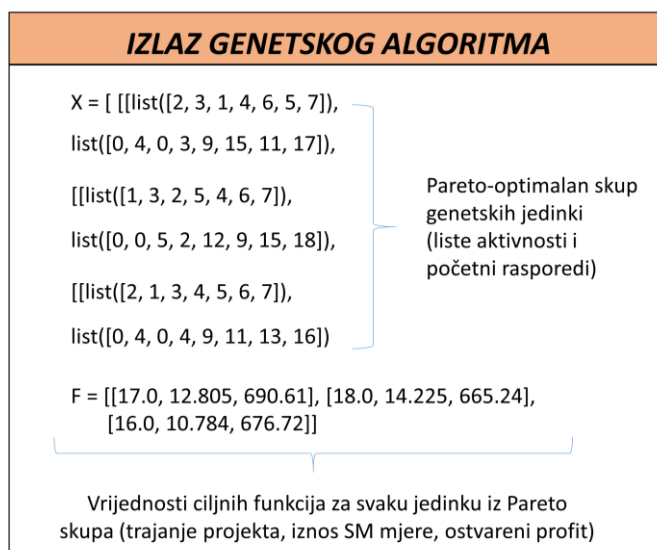 IZLAZ GENETSKOG ALGORITMA
X = [ [[list([2, 3, 1, 4, 6, 5, 7]),
list([0, 4, 0, 3, 9, 15, 11, 17]),
[[list([1, 3, 2, 5, 4, 6, 7]),
list([0, 0, 5, 2, 12, 9, 15, 18]),
[[list([2, 1, 3, 4, 5, 6, 7]),
list([0, 4, 0, 4, 9, 11, 13, 16])
Pareto-optimalan skup
genetskih jedinki
(liste aktivnosti i
početni rasporedi)
F = [[17.0, 12.805, 690.61], [18.0, 14.225, 665.24],
[16.0, 10.784, 676.72]]
Vrijednosti ciljnih funkcija za svaku jedinku iz Pareto
skupa (trajanje projekta, iznos SM mjere, ostvareni profit)